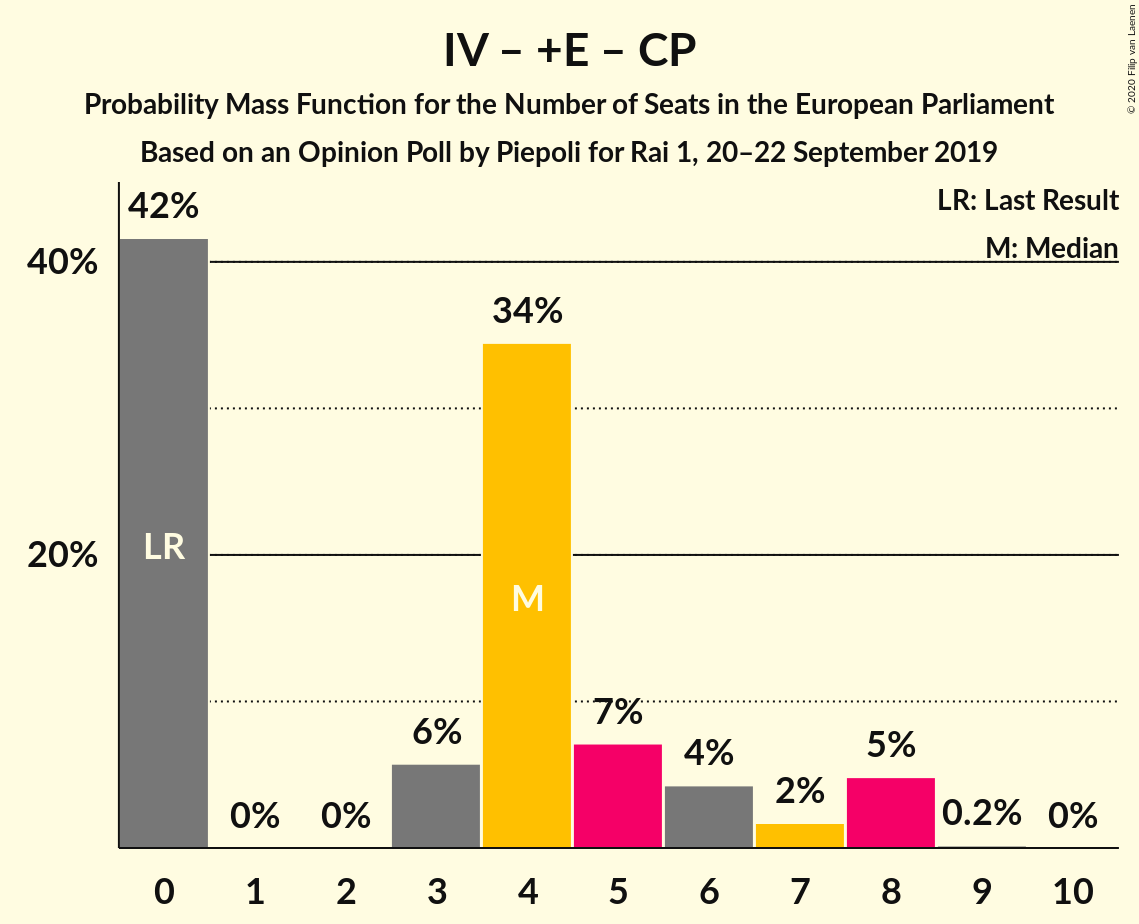 IV – +E – CP
Probability Mass Function for the Number of Seats in the European Parliament
Based on an Opinion Poll by Piepoli for Rai 1, 20–22 September 2019
© 2020 Filip van Laenen
LR: Last Result
M: Median
42%
40%
34%
20%
LR
M
7%
6%
4%
5%
2%
0%
0%
0.2%
0%
0 1 2 3 4 5 6 7 8 9 10